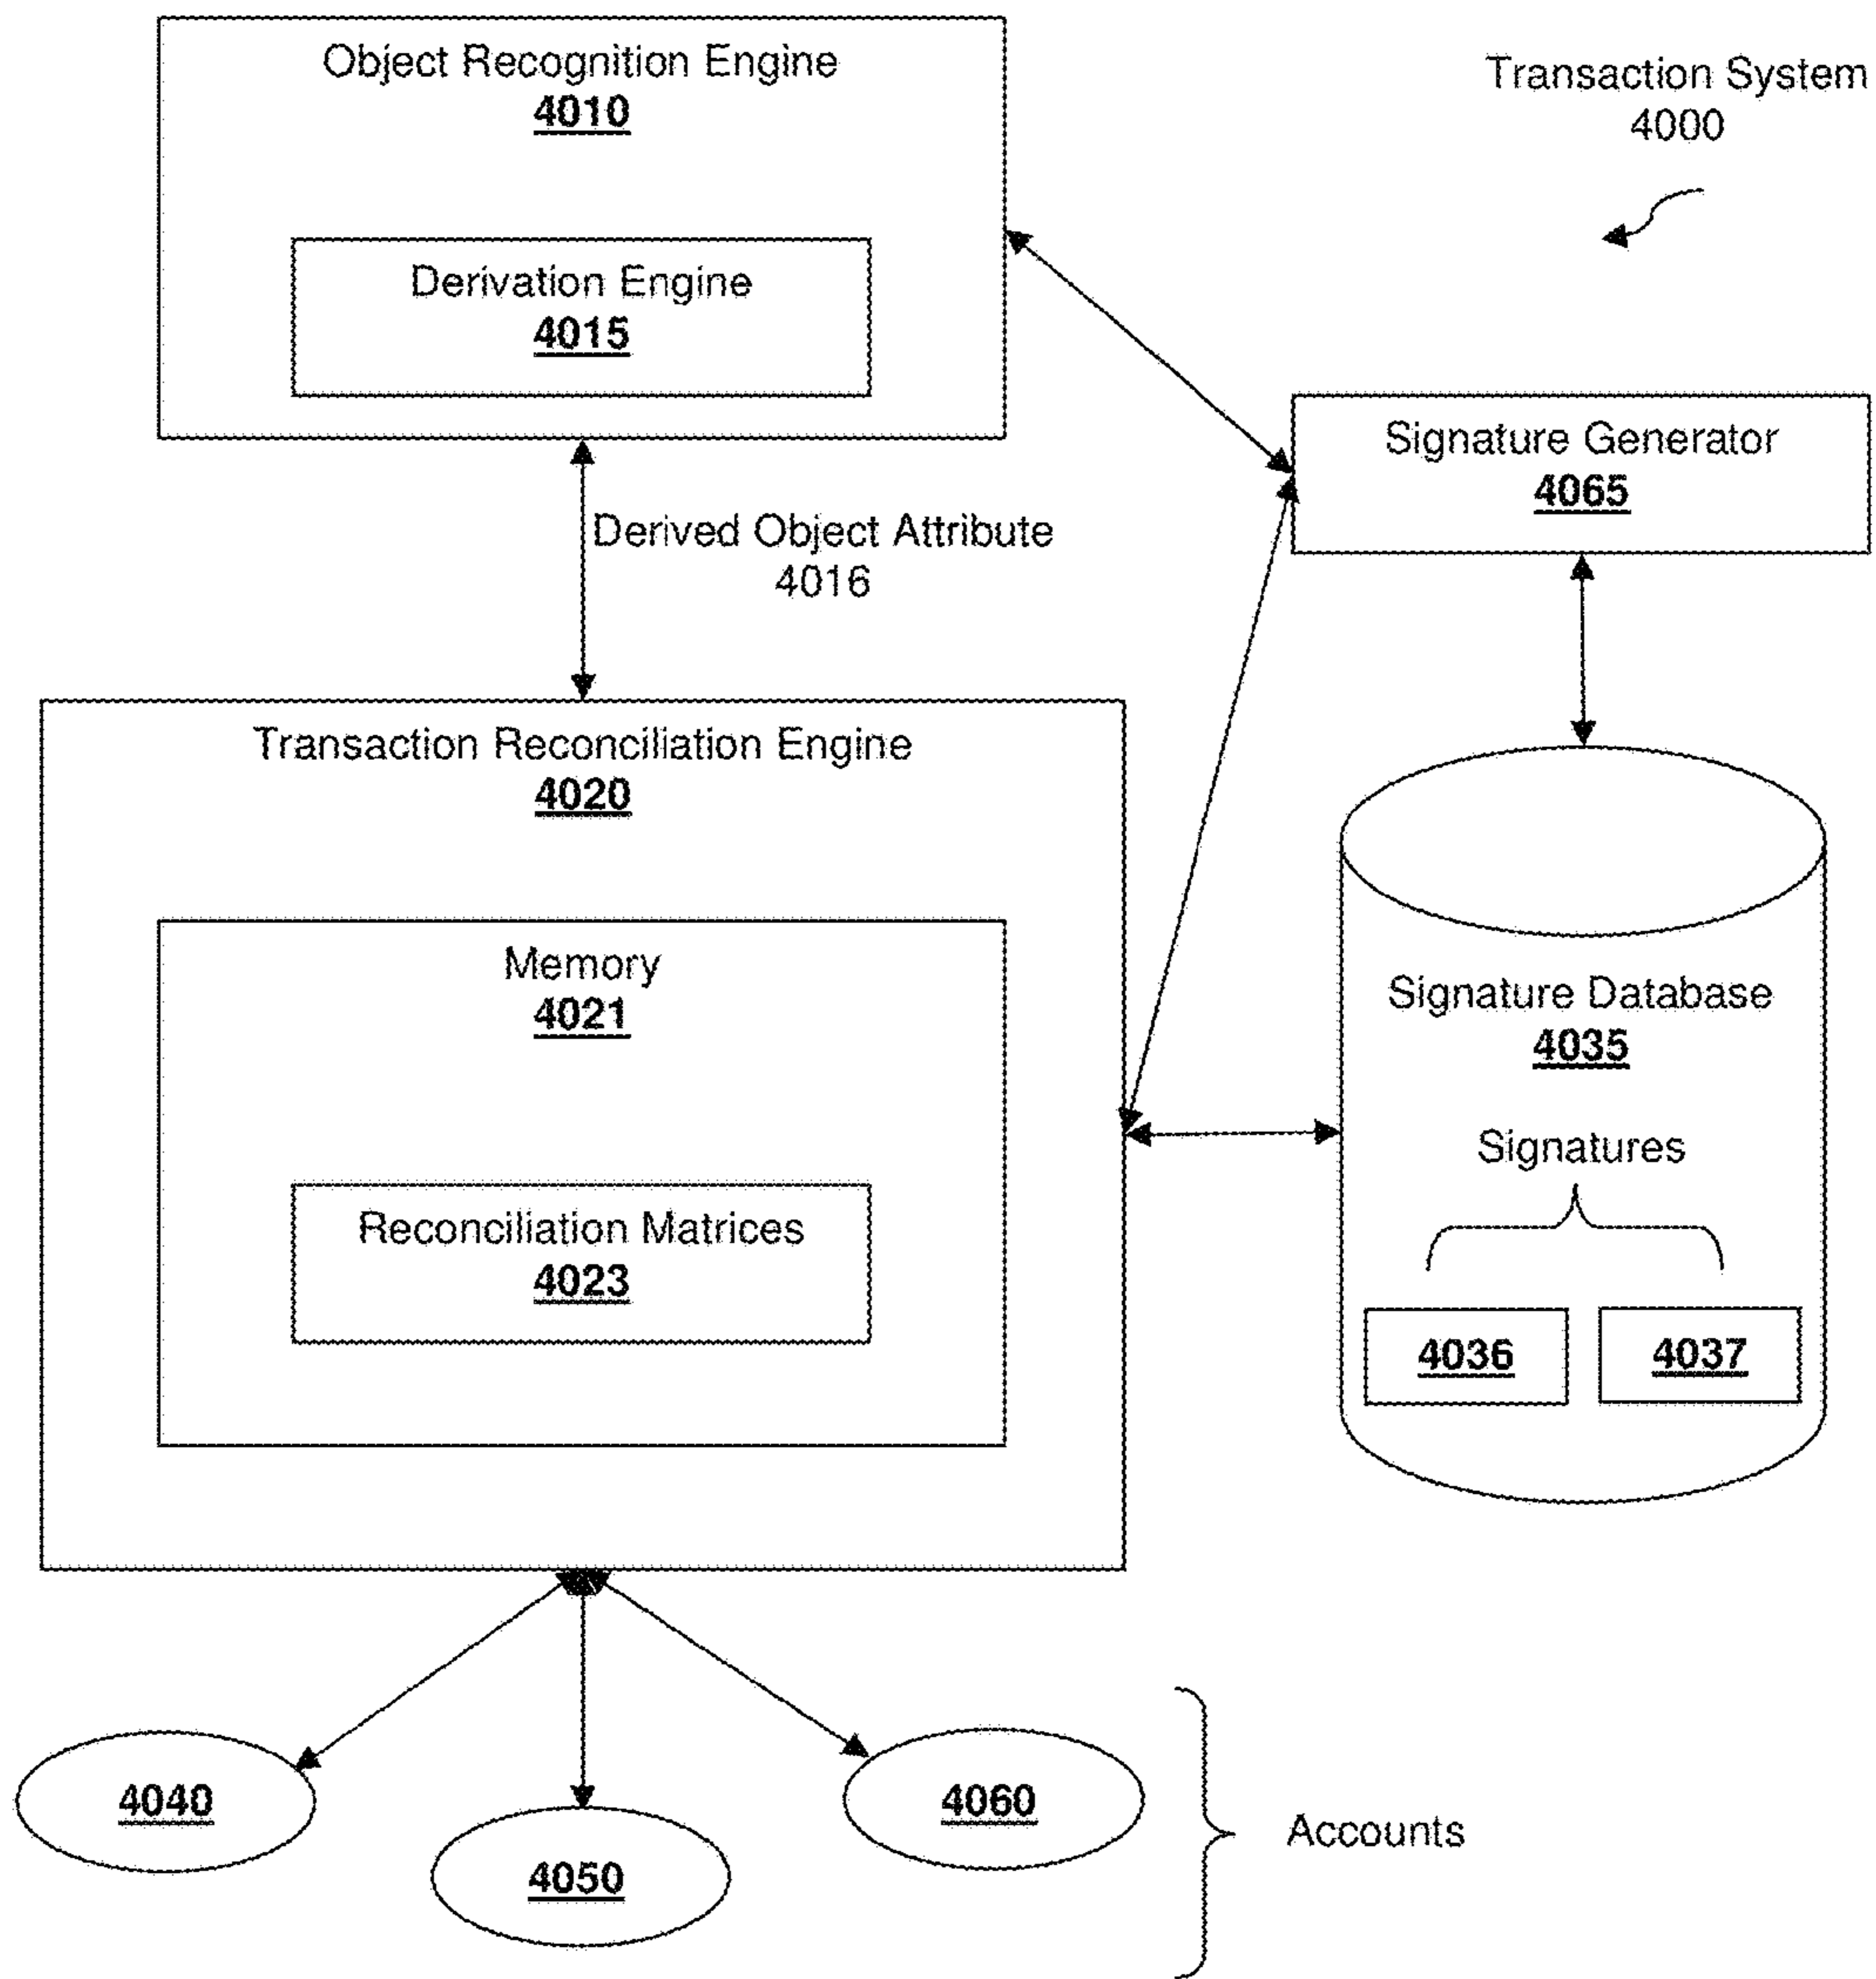 Object Recognition Engine
4010
Transaction System
4000
Derivation Engine
4015
Signature Generator
4065
Derived Object Attribute
4016
Transaction Reconciliation Engine
4020
Memory
4021
Signature Database
4035
Signatures
Reconciliation Matrices
4023
4036
4037
4040
4060
4050
Accounts